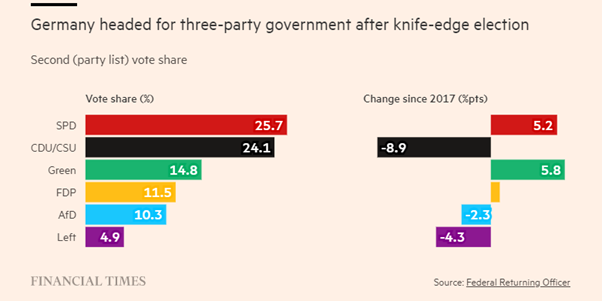 Germany headed for three-party government after knife-edge election
Second (party list) vote share
Vote share (%)
Change since 2017 (%pts)
SPD 25.7 5.2
CDU/CSU 24.1 -8.9
Green 14.8 5.8
FDP 11.5
AfD 10.3 -2.3
Left 4.9 -4.3
FINANCIAL TIMES
Source: Federal Returning Officer